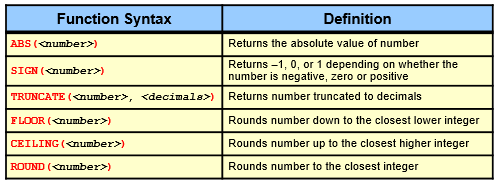 Function Syntax Definition
ABS(<number>) Returns the absolute value of number
SIGN(<number>) Returns –1, 0, or 1 depending on whether the
number is negative, zero or positive
TRUNCATE(<number>, <decimals>) Returns number truncated to decimals
FLOOR(<number>) Rounds number down to the closest lower integer
CEILING(<number>) Rounds number up to the closest higher integer
ROUND(<number>) Rounds number to the closest integer